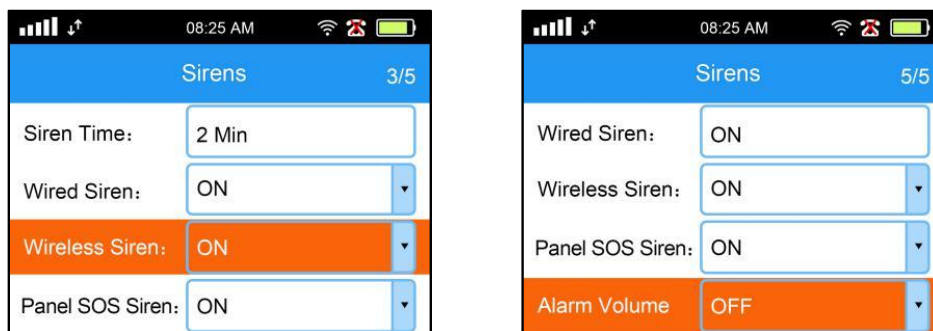 08:25 AM
Sirens 3/5
Siren Time: 2 Min
Wired Siren: ON
Wireless Siren: ON
Panel SOS Siren: ON
08:25 AM
Sirens 5/5
Wired Siren: ON
Wireless Siren: ON
Panel SOS Siren: ON
Alarm Volume OFF